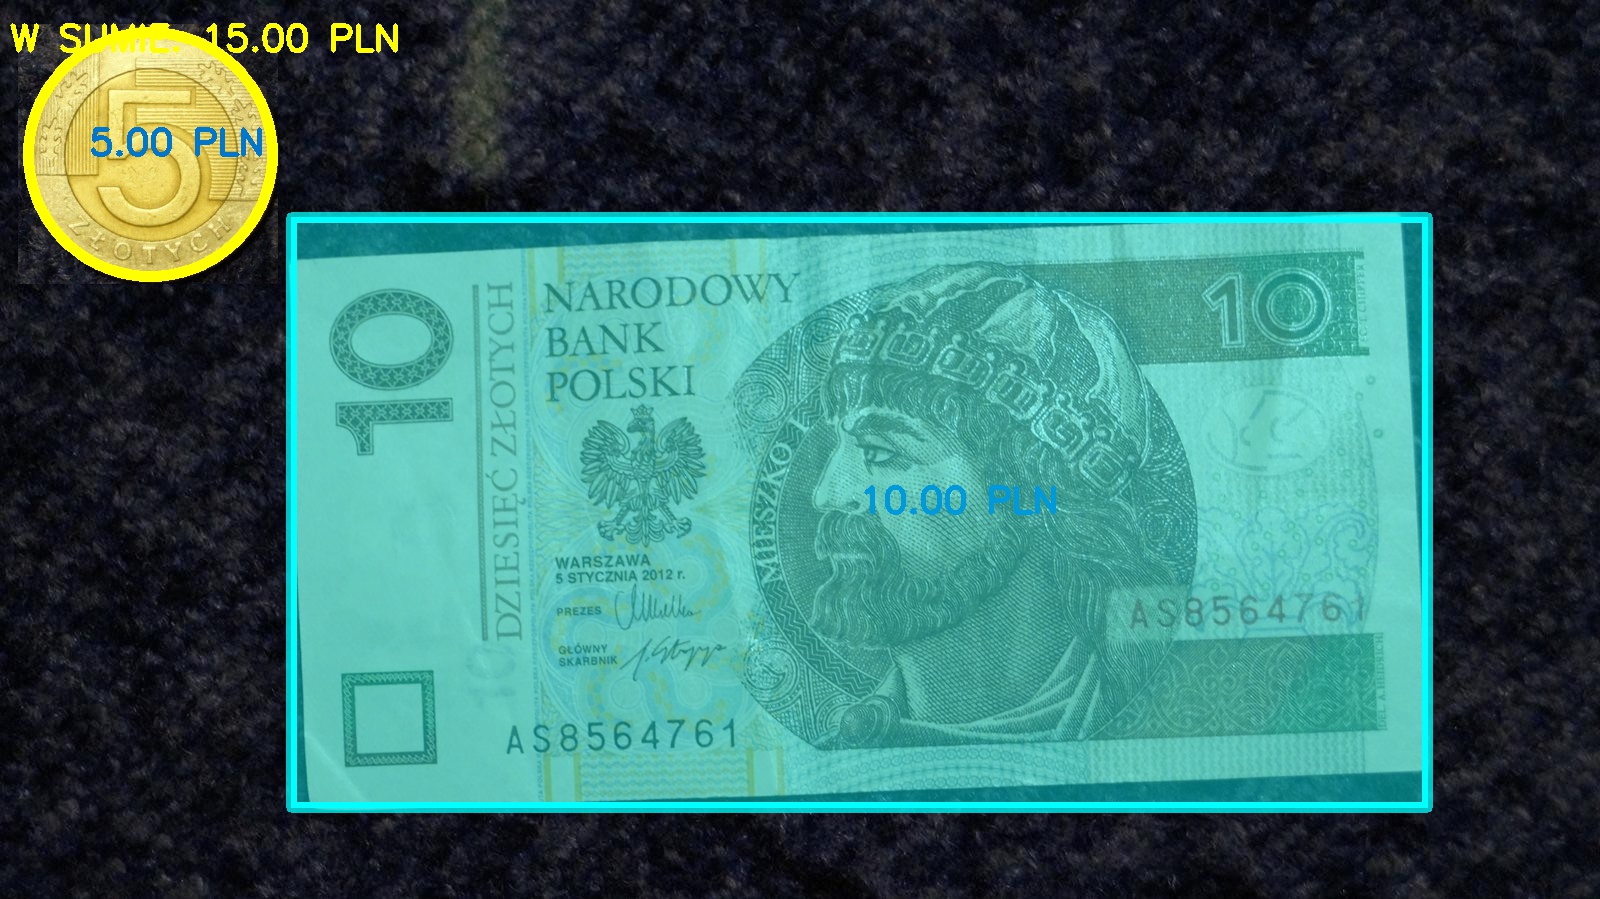 W SUMIE: 15.00 PLN
5
5.00 PLN
ZŁOTYCH
10
DZIESIĘĆ ZŁOTYCH
NARODOWY
BANK
POLSKI
WARSZAWA
5 STYCZNIA 2012 r.
PREZES
GŁÓWNY
SKARBNIK
AS8564761
MIESZKO I
10.00 PLN
10
AS8564761